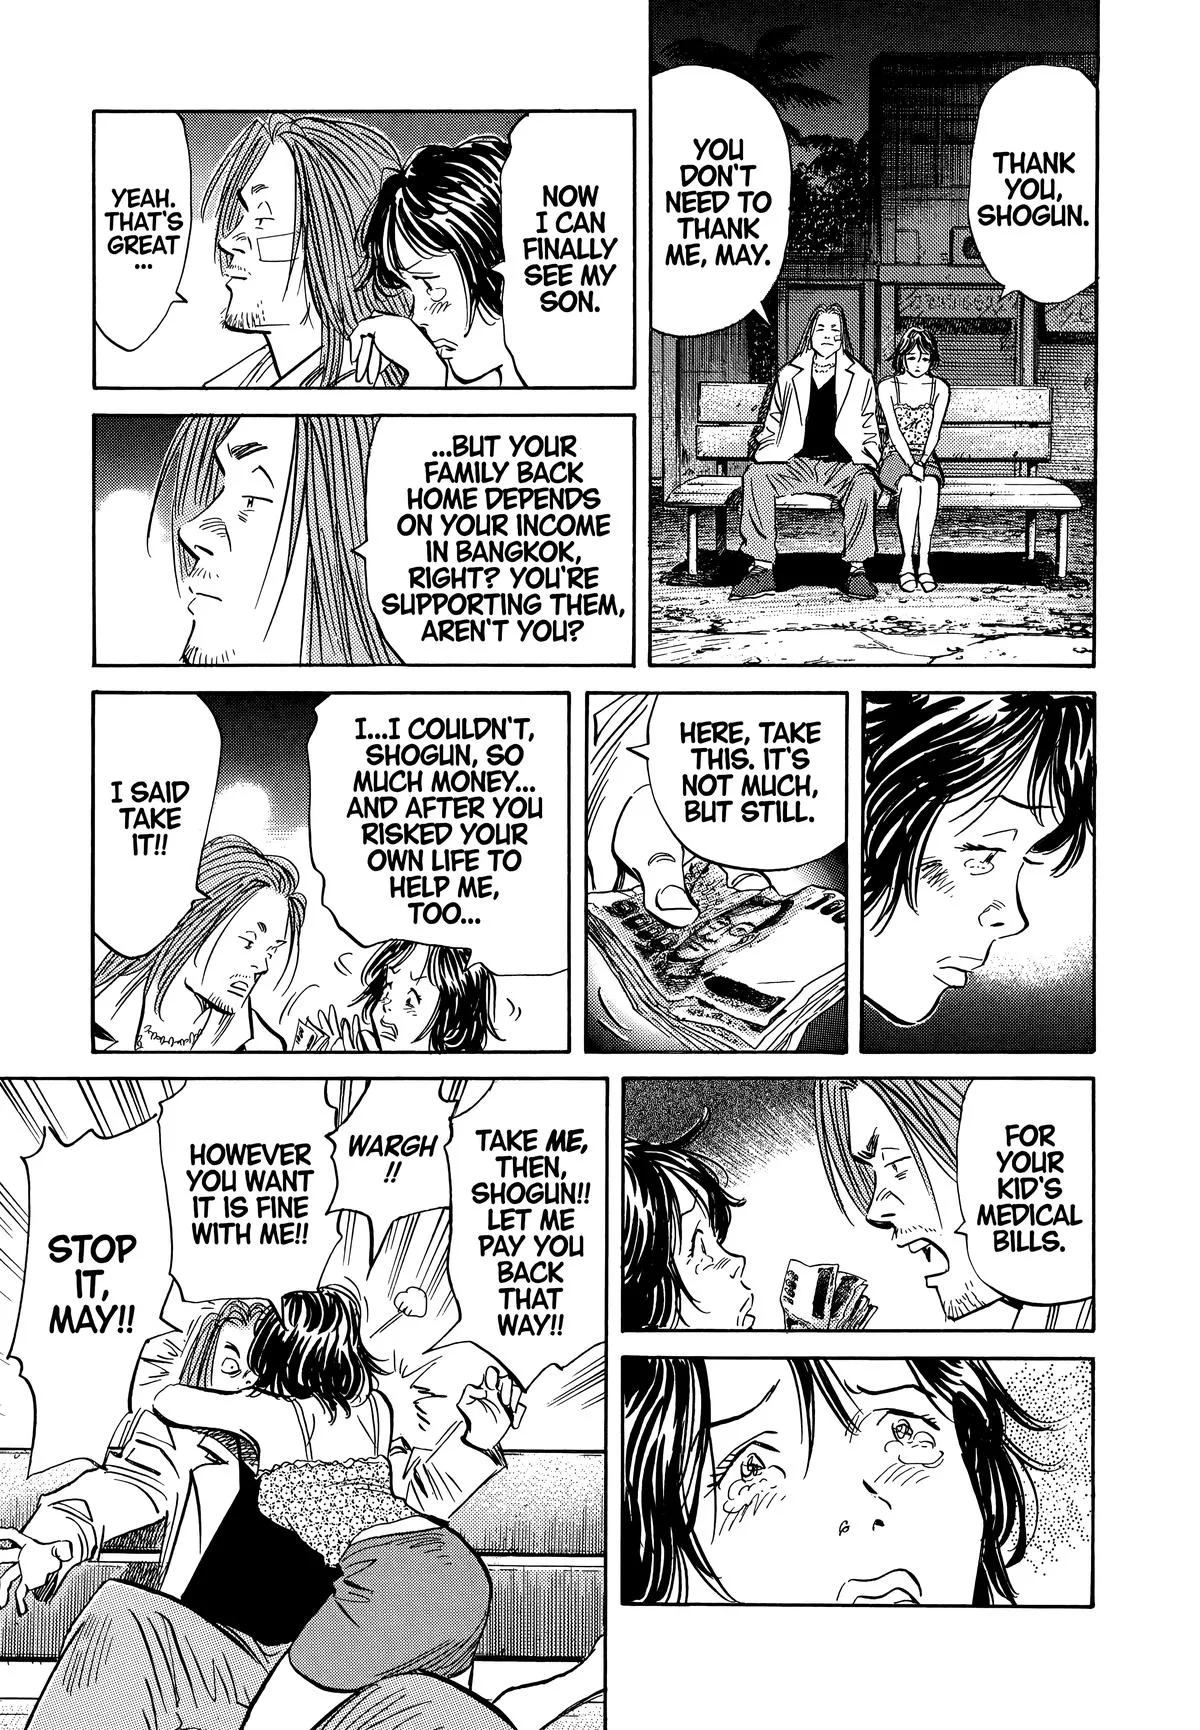 THANK
YOU,
SHOGUN.
YOU
DON'T
NEED TO
THANK
ME, MAY.
NOW
I CAN
FINALLY
SEE MY
SON.
YEAH.
THAT'S
GREAT
...
...BUT YOUR
FAMILY BACK
HOME DEPENDS
ON YOUR INCOME
IN BANGKOK,
RIGHT? YOU'RE
SUPPORTING THEM,
AREN'T YOU?
HERE, TAKE
THIS. IT'S
NOT MUCH,
BUT STILL.
I...I COULDN'T,
SHOGUN, SO
MUCH MONEY...
AND AFTER YOU
RISKED YOUR
OWN LIFE TO
HELP ME,
TOO...
I SAID
TAKE
IT!!
FOR
YOUR
KID'S
MEDICAL
BILLS.
TAKE ME,
THEN,
SHOGUN!!
LET ME
PAY YOU
BACK
THAT
WAY!!
WARGH
!!
HOWEVER
YOU WANT
IT IS FINE
WITH ME!!
STOP
IT,
MAY!!